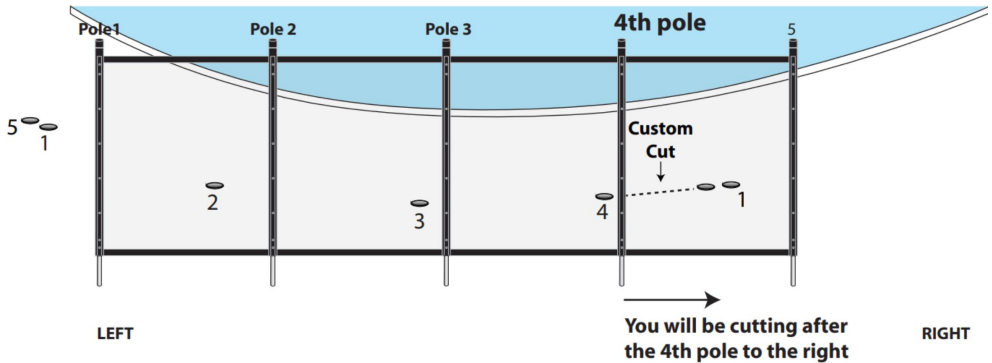 Pole1
Pole 2
Pole 3
4th pole
5
5
1
2
3
4
Custom
Cut
1
LEFT
You will be cutting after
the 4th pole to the right
RIGHT